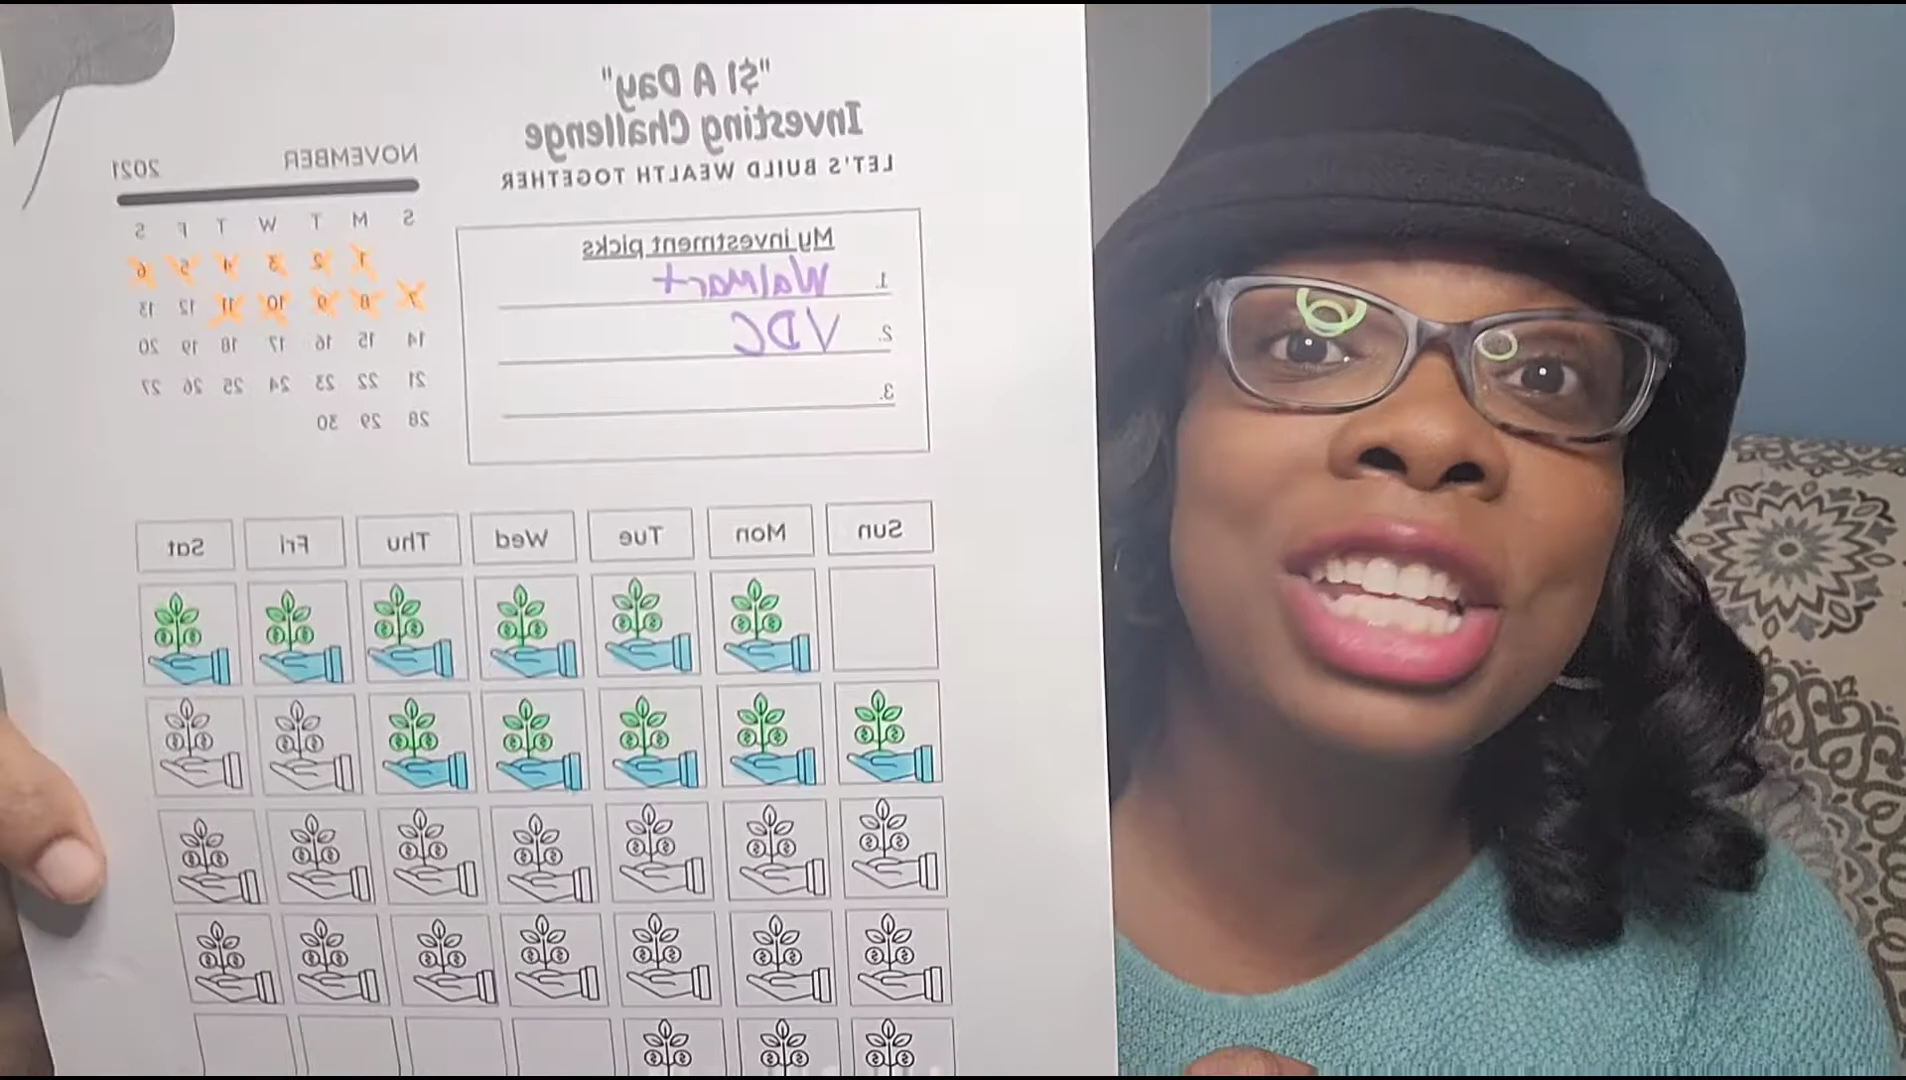 "$1 A Day"
Investing Challenge
LET'S BUILD WEALTH TOGETHER
NOVEMBER 2021
S M T W T F S
1 2 3 4 5 6
7 8 9 10 11 12 13
14 15 16 17 18 19 20
21 22 23 24 25 26 27
28 29 30
My investment picks
1. Walmart
2. VDC
3.
Sun Mon Tue Wed Thu Fri Sat